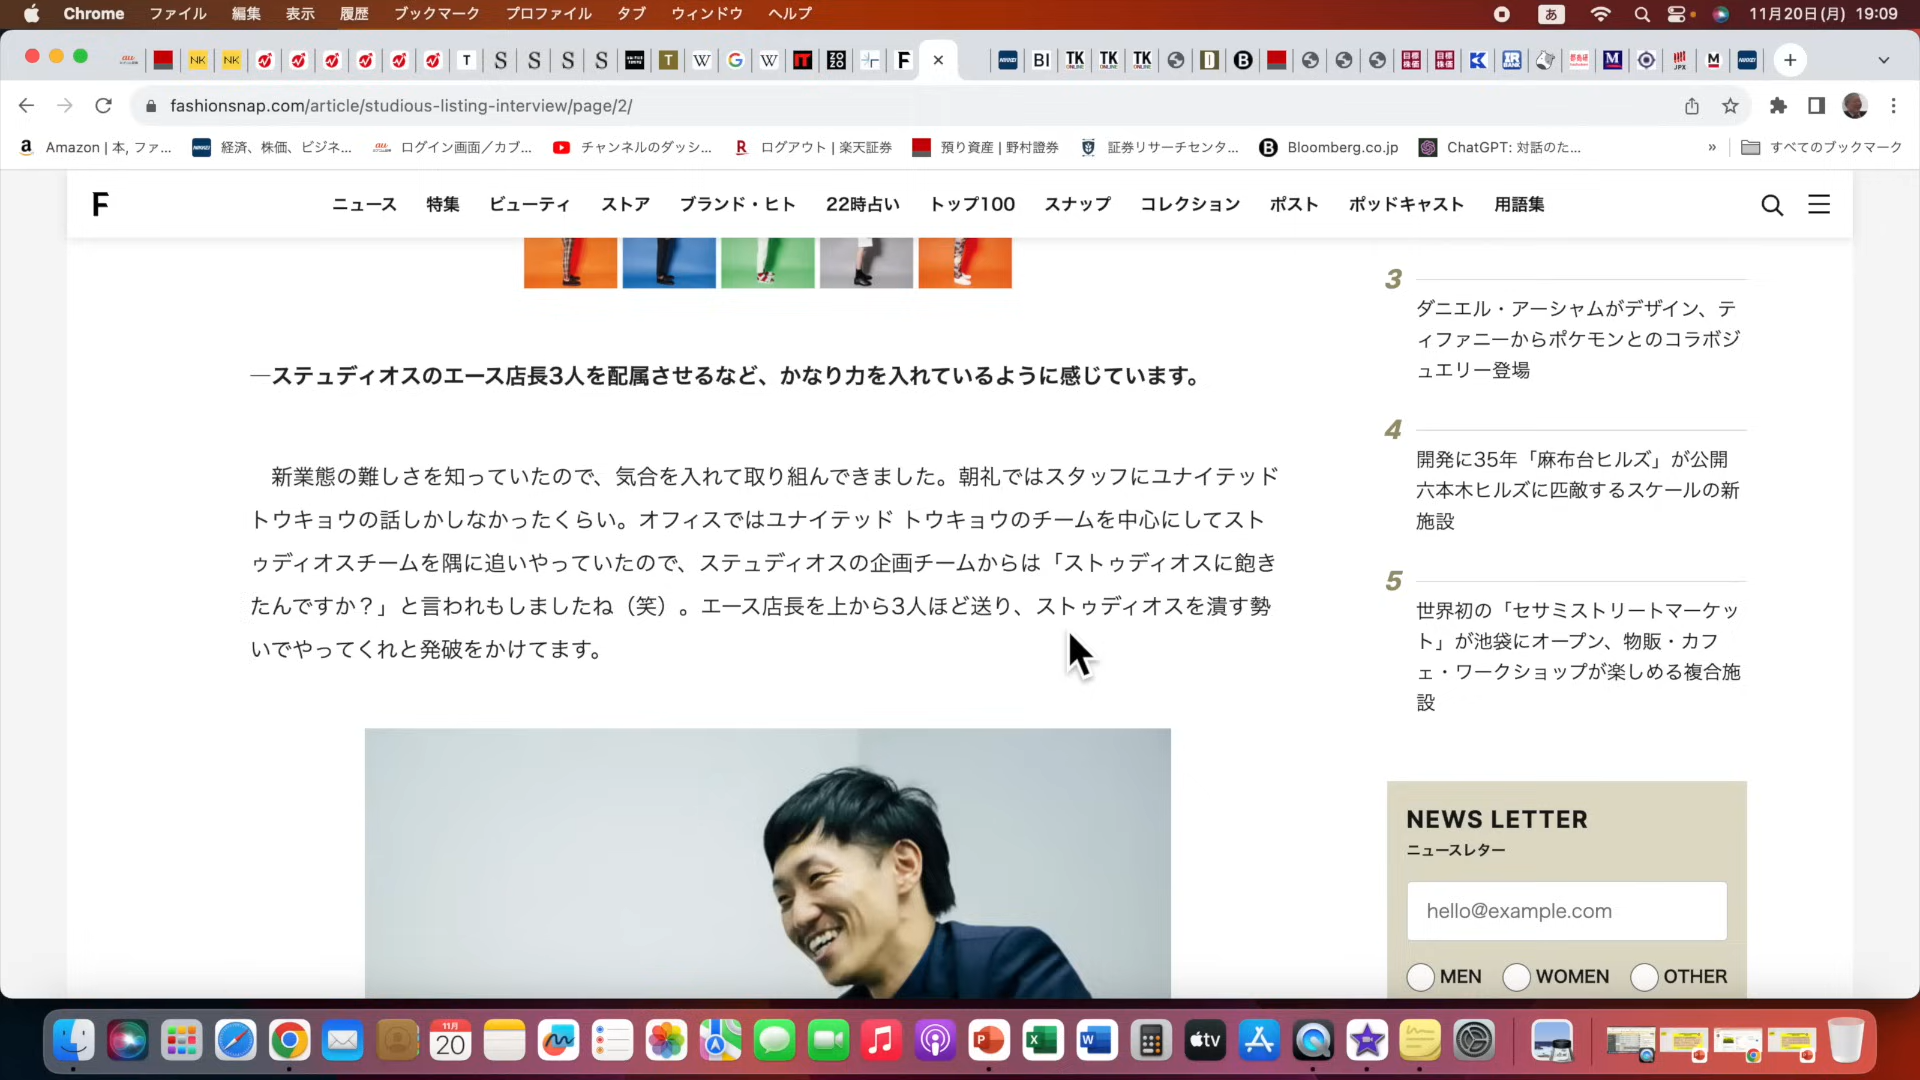 Chrome ファイル 編集 表示 履歴 ブックマーク プロファイル タブ ウィンドウ ヘルプ
あ 11月20日(月) 19:09
NK NK T S S S S T W G W IT ZOZO F BI TK ONLINE TK ONLINE TK ONLINE D B JPX M
fashionsnap.com/article/studious-listing-interview/page/2/
Amazon | 本, ファ... 経済、株価、ビジネ... ログイン画面／カブ... チャンネルのダッシ... ログアウト | 楽天証券 預り資産 | 野村證券 証券リサーチセンタ... Bloomberg.co.jp ChatGPT: 対話のた... » すべてのブックマーク
F ニュース 特集 ビューティ ストア ブランド・ヒト 22時占い トップ100 スナップ コレクション ポスト ポッドキャスト 用語集
―ステュディオスのエース店長3人を配属させるなど、かなり力を入れているように感じています。
新業態の難しさを知っていたので、気合を入れて取り組んできました。朝礼ではスタッフにユナイテッド
トウキョウの話しかしなかったくらい。オフィスではユナイテッド トウキョウのチームを中心にしてスト
ゥディオスチームを隅に追いやっていたので、ステュディオスの企画チームからは「ストゥディオスに飽き
たんですか？」と言われもしましたね（笑）。エース店長を上から3人ほど送り、ストゥディオスを潰す勢
いでやってくれと発破をかけてます。
3
ダニエル・アーシャムがデザイン、テ
ィファニーからポケモンとのコラボジ
ュエリー登場
4
開発に35年「麻布台ヒルズ」が公開
六本木ヒルズに匹敵するスケールの新
施設
5
世界初の「セサミストリートマーケッ
ト」が池袋にオープン、物販・カフ
ェ・ワークショップが楽しめる複合施
設
NEWS LETTER
ニュースレター
hello@example.com
MEN WOMEN OTHER
11月
20
tv